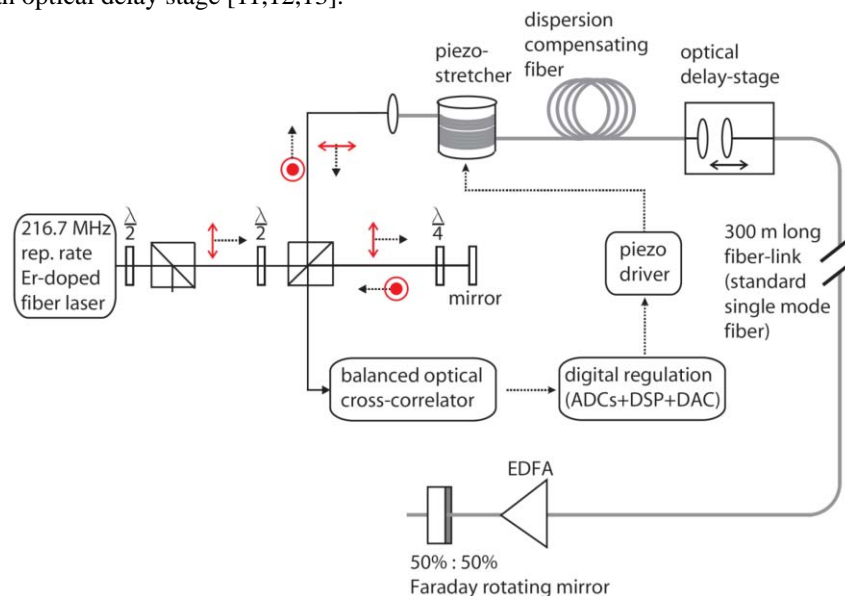 an optical delay stage [11,12,13].
dispersion
compensating
fiber
piezo-
stretcher
optical
delay-stage
216.7 MHz
rep. rate
Er-doped
fiber laser
λ
2
λ
2
λ
4
mirror
piezo
driver
300 m long
fiber-link
(standard
single mode
fiber)
balanced optical
cross-correlator
digital regulation
(ADCs+DSP+DAC)
EDFA
50% : 50%
Faraday rotating mirror